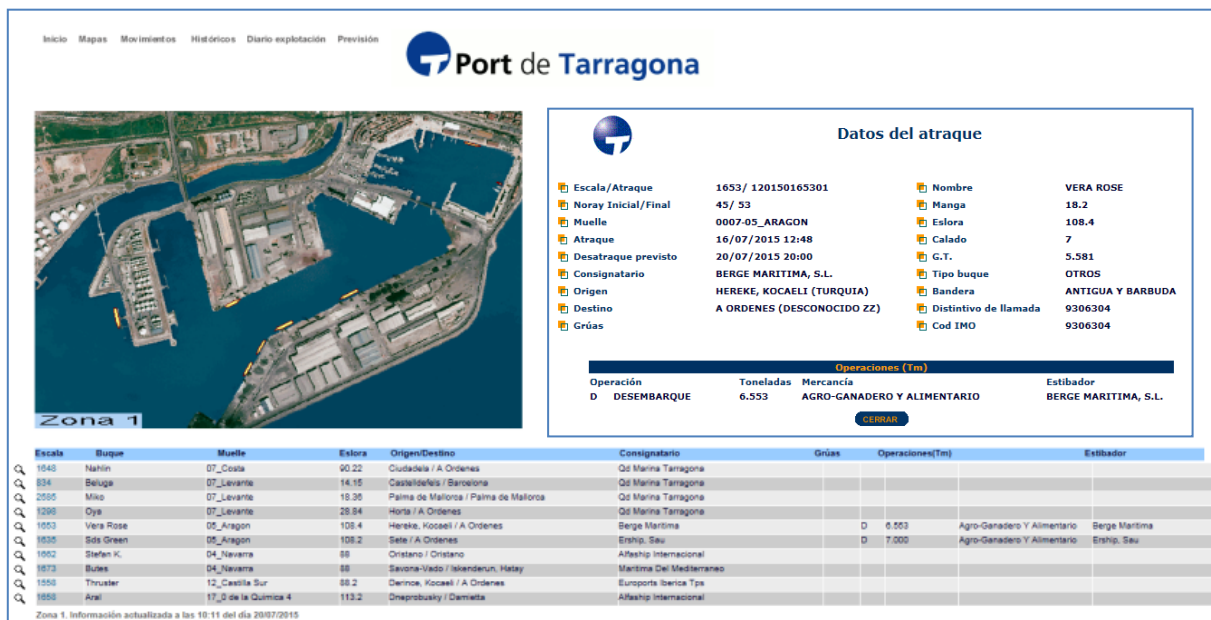 Inicio Mapas Movimientos Históricos Diario explotación Previsión
Port de Tarragona
Zona 1
Datos del atraque
Escala/Atraque 1653/ 120150165301 Nombre VERA ROSE
Noray Inicial/Final 45/ 53 Manga 18.2
Muelle 0007-05_ARAGON Eslora 108.4
Atraque 16/07/2015 12:48 Calado 7
Desatraque previsto 20/07/2015 20:00 G.T. 5.581
Consignatario BERGE MARITIMA, S.L. Tipo buque OTROS
Origen HEREKE, KOCAELI (TURQUIA) Bandera ANTIGUA Y BARBUDA
Destino A ORDENES (DESCONOCIDO ZZ) Distintivo de llamada 9306304
Grúas Cod IMO 9306304
Operaciones (Tm)
Operación Toneladas Mercancía Estibador
D DESEMBARQUE 6.553 AGRO-GANADERO Y ALIMENTARIO BERGE MARITIMA, S.L.
CERRAR
Escala Buque Muelle Eslora Origen/Destino Consignatario Grúas Operaciones(Tm) Estibador
1648 Nahlin 07_Costa 90.22 Ciudadela / A Ordenes Qd Marina Tarragona
834 Beluga 07_Levante 14.15 Castelldefels / Barcelona Qd Marina Tarragona
2585 Miko 07_Levante 18.36 Palma de Mallorca / Palma de Mallorca Qd Marina Tarragona
1298 Oya 07_Levante 28.84 Horta / A Ordenes Qd Marina Tarragona
1653 Vera Rose 05_Aragon 108.4 Hereke, Kocaeli / A Ordenes Berge Maritima D 6.553 Agro-Ganadero Y Alimentario Berge Maritima
1635 Sds Green 05_Aragon 108.2 Sete / A Ordenes Ership, Sau D 7.000 Agro-Ganadero Y Alimentario Ership, Sau
1662 Stefan K. 04_Navarra 88 Oristano / Oristano Alfaship Internacional
1673 Butes 04_Navarra 88 Savona-Vado / Iskenderun, Hatay Maritima Del Mediterraneo
1558 Thruster 12_Castilla Sur 88.2 Derince, Kocaeli / A Ordenes Euroports Iberica Tps
1658 Aral 17_0 de la Quimica 4 113.2 Dneprobusky / Damietta Alfaship Internacional
Zona 1. Información actualizada a las 10:11 del día 20/07/2015